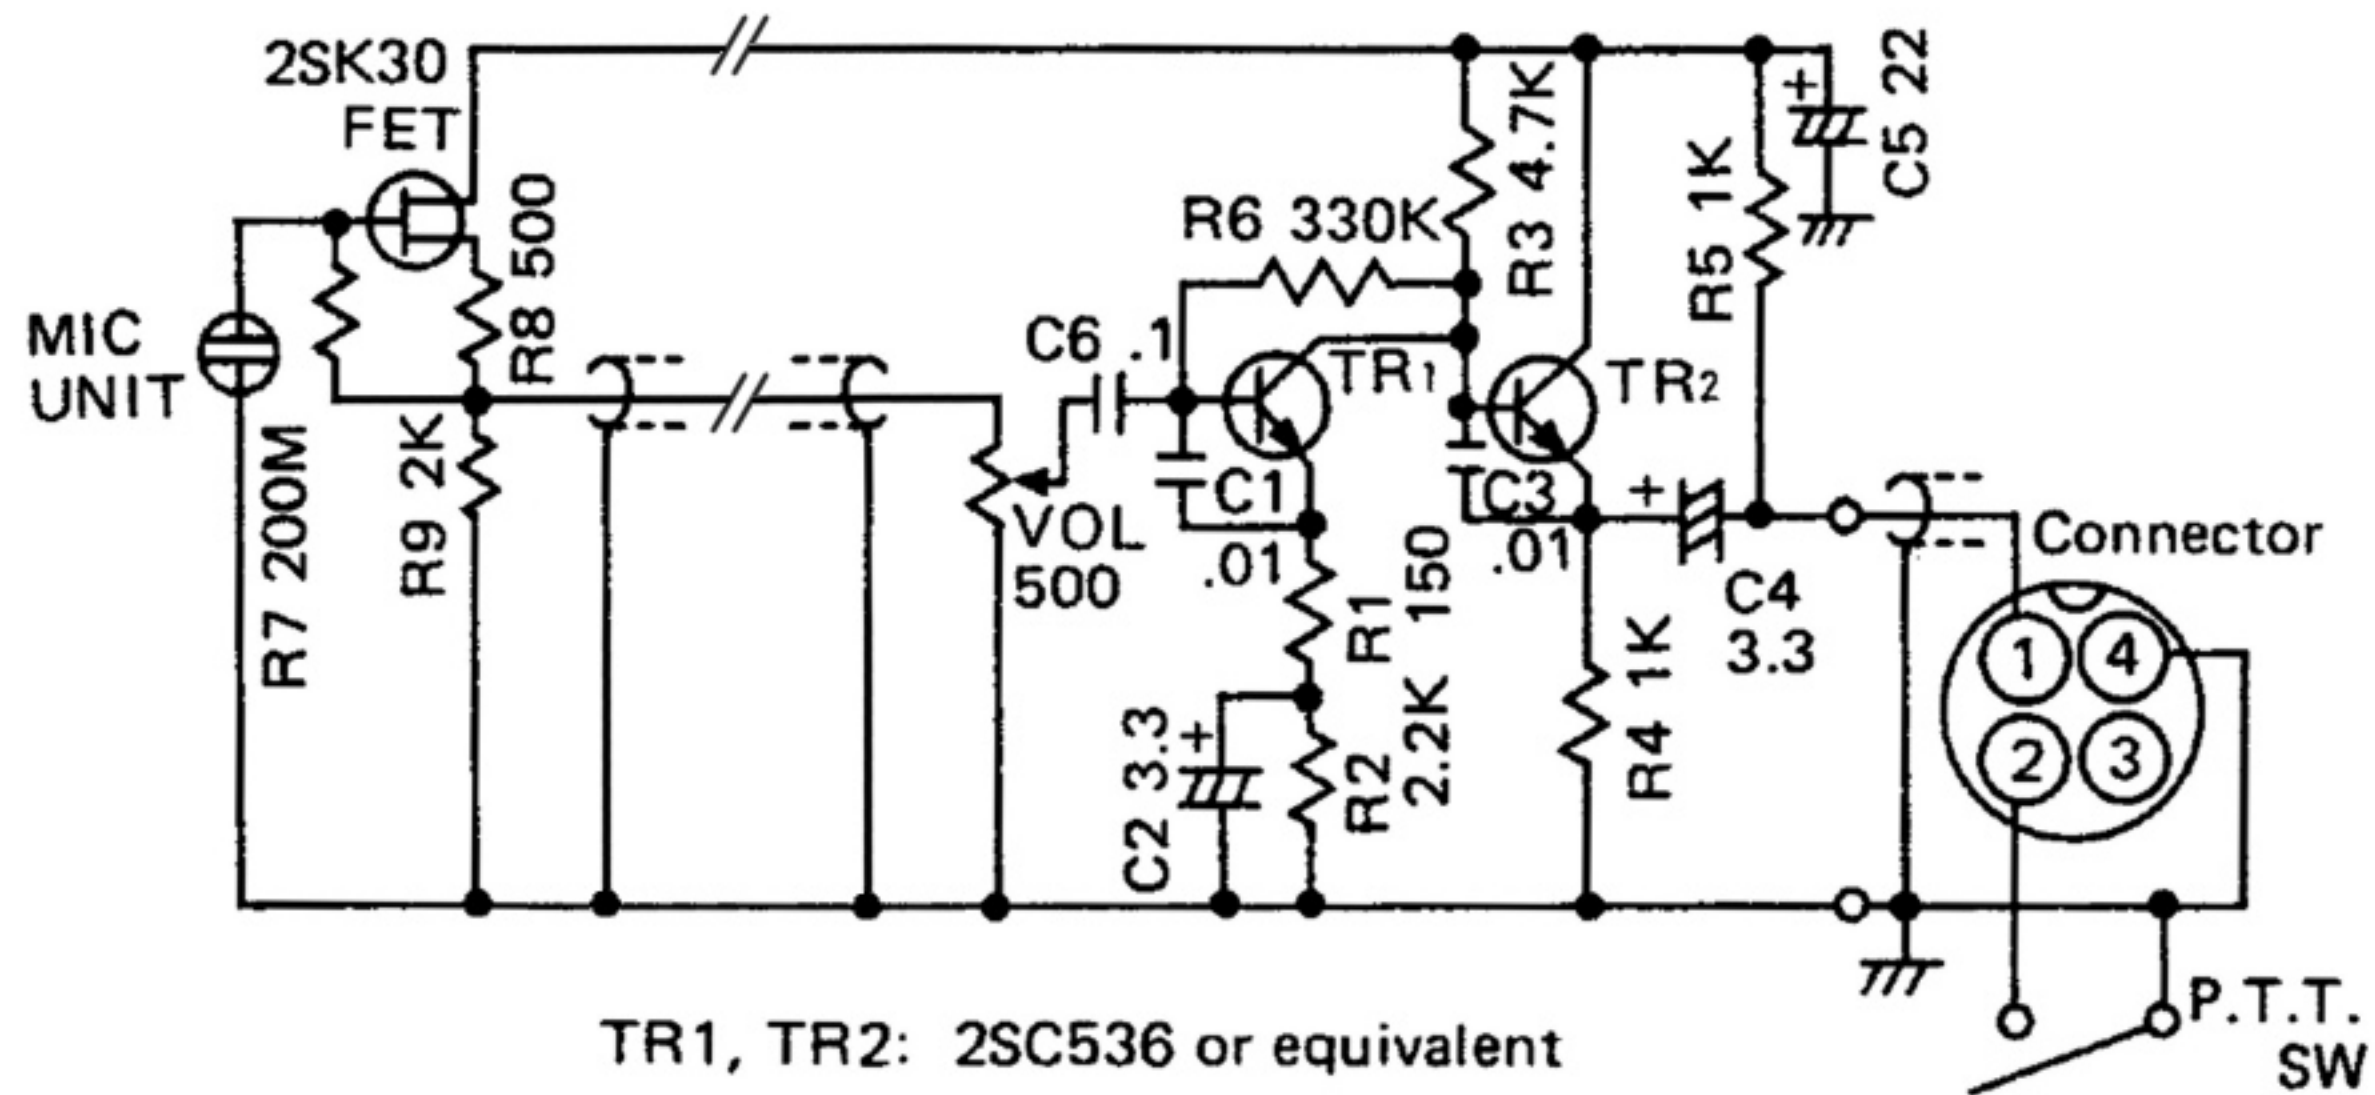 2SK30
FET
MIC
UNIT
R7 200M
R8 500
R9 2K
VOL
500
C6 .1
R6 330K
C1
.01
TR1
R3 4.7K
TR2
C3
.01
R1 150
R2 2.2K
C2 3.3
+
R4 1K
R5 1K
+
C5 22
+
C4
3.3
Connector
1 4
2 3
P.T.T.
SW
TR1, TR2: 2SC536 or equivalent